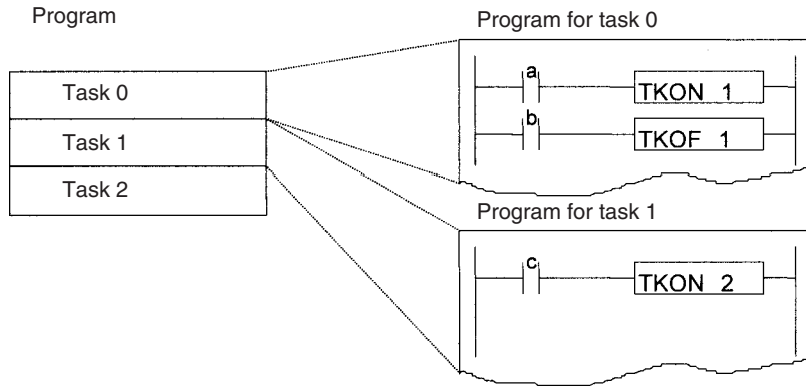 Program
Task 0
Task 1
Task 2
Program for task 0
a
TKON 1
b
TKOF 1
Program for task 1
c
TKON 2